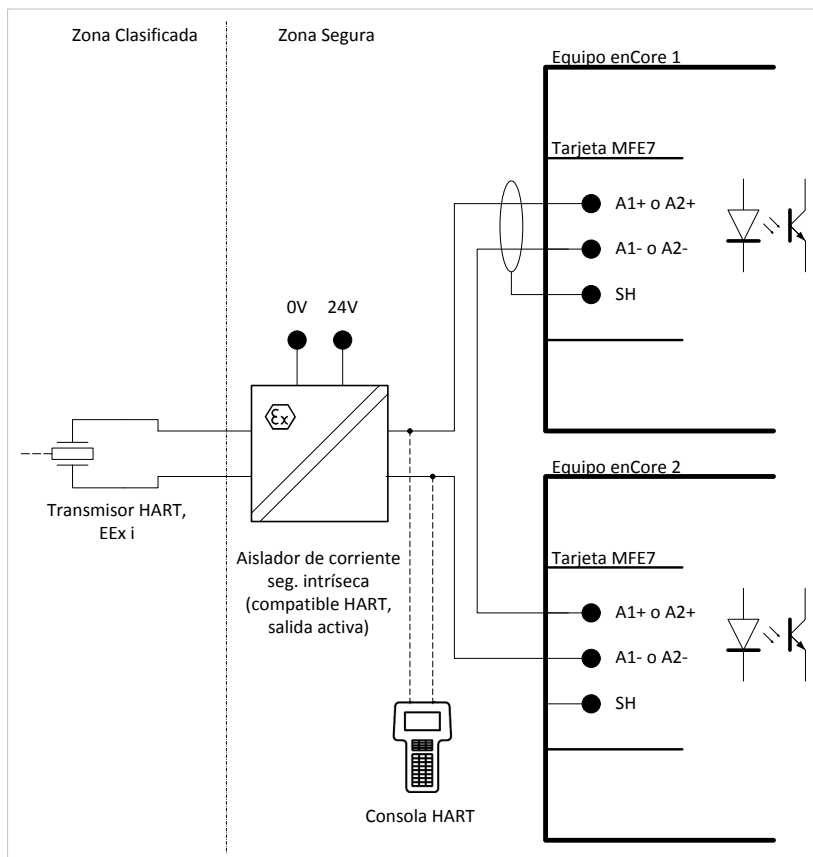 Zona Clasificada
Zona Segura
Equipo enCore 1
Tarjeta MFE7
A1+ o A2+
A1- o A2-
SH
0V
24V
Ex
Transmisor HART,
EEx i
Aislador de corriente
seg. intríseca
(compatible HART,
salida activa)
Equipo enCore 2
Tarjeta MFE7
A1+ o A2+
A1- o A2-
SH
Consola HART